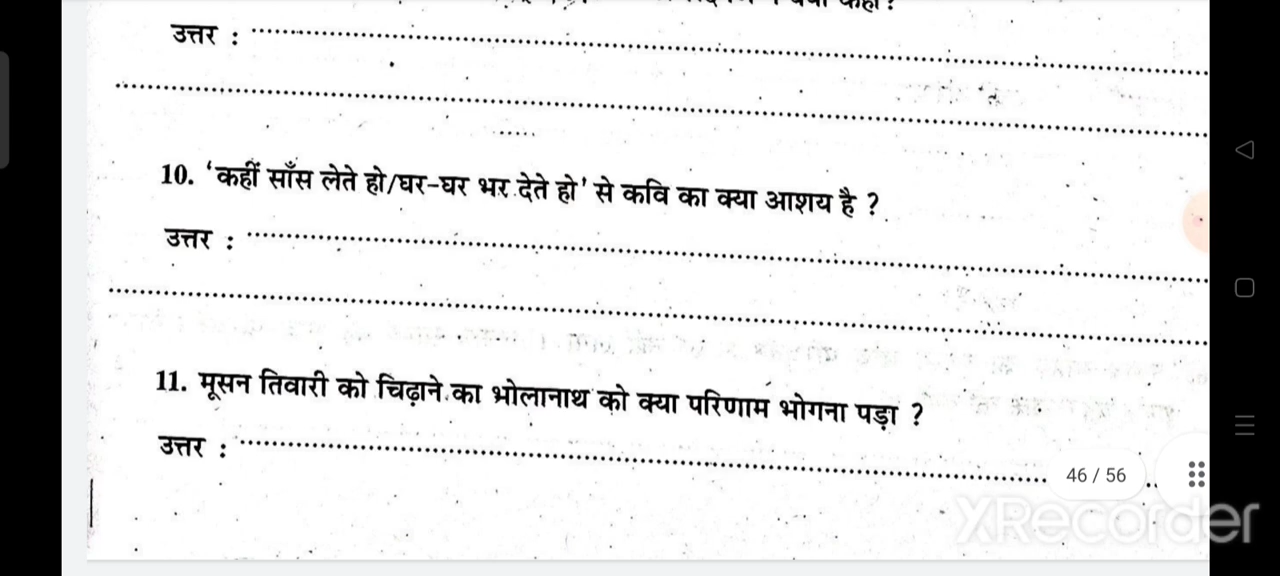 कहा ?
उत्तर :
10. 'कहीं साँस लेते हो/घर-घर भर देते हो' से कवि का क्या आशय है ?
उत्तर :
11. मूसन तिवारी को चिढ़ाने का भोलानाथ को क्या परिणाम भोगना पड़ा ?
उत्तर :
46 / 56
XRecorder